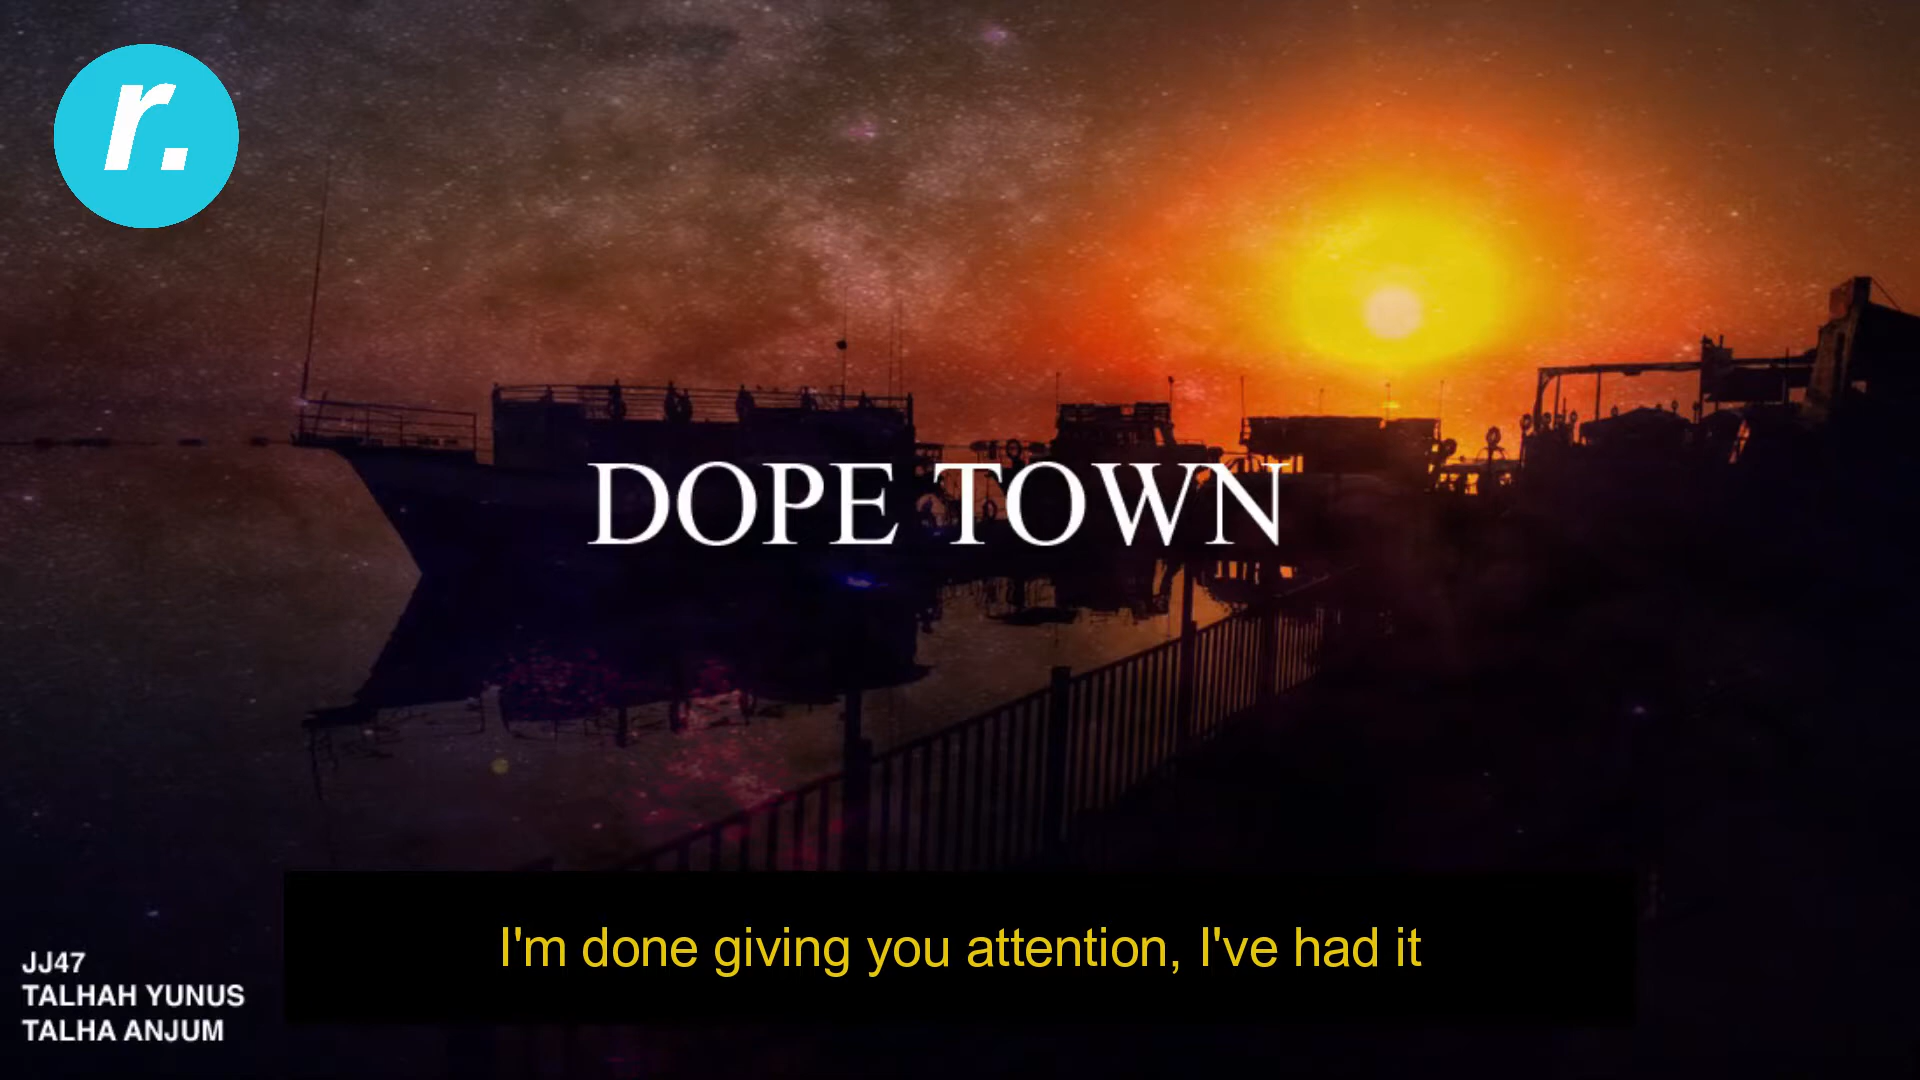 r.
DOPE TOWN
I'm done giving you attention, I've had it
JJ47
TALHAH YUNUS
TALHA ANJUM